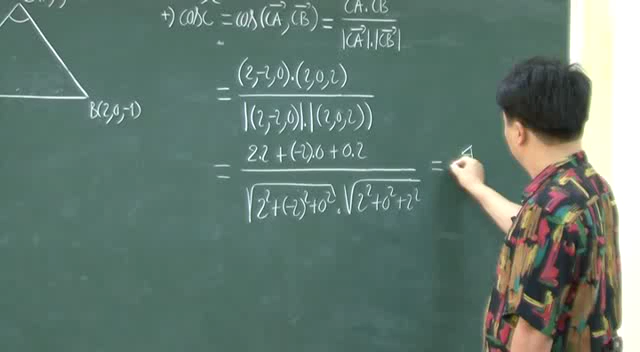 +) cosC = cos(CA, CB) = CA.CB / |CA|.|CB|
B(2,0,-1)
= (2,-2,0).(2,0,2) / |(2,-2,0)|.|(2,0,2))
= 2.2 + (-2).0 + 0.2 / √2²+(-2)²+0² . √2²+0²+2² =